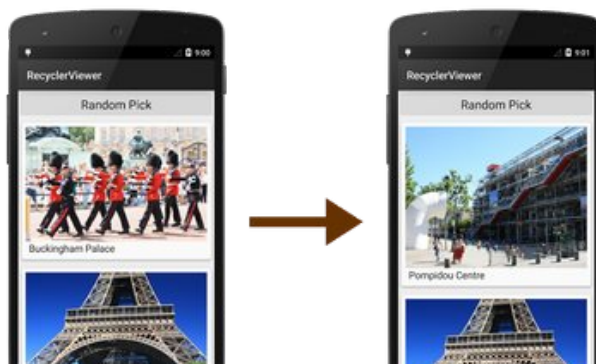 9:00
RecyclerViewer
Random Pick
Buckingham Palace
9:01
RecyclerViewer
Random Pick
Pompidou Centre